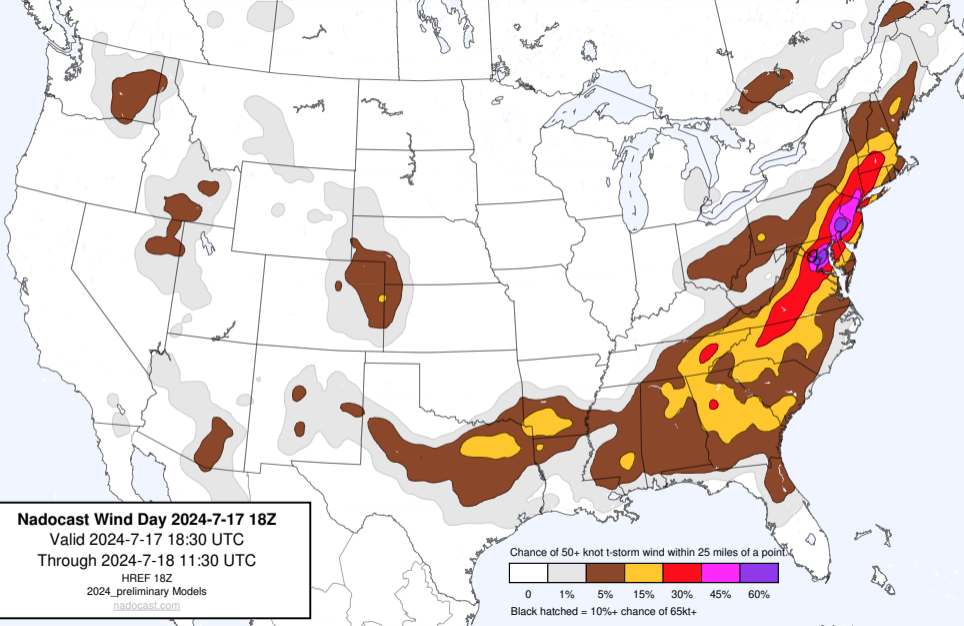 Nadocast Wind Day 2024-7-17 18Z
Valid 2024-7-17 18:30 UTC
Through 2024-7-18 11:30 UTC
HREF 18Z
2024_preliminary Models
nadocast.com
Chance of 50+ knot t-storm wind within 25 miles of a point.
0 1% 5% 15% 30% 45% 60%
Black hatched = 10%+ chance of 65kt+